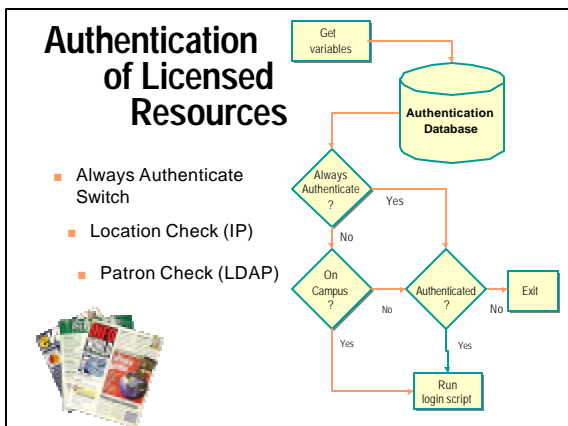 Authentication
of Licensed
Resources
Always Authenticate
Switch
Location Check (IP)
Patron Check (LDAP)
Get
variables
Authentication
Database
Always
Authenticate
?
Yes
No
On
Campus
?
No
Authenticated
?
No
Exit
Yes
Yes
Run
login script